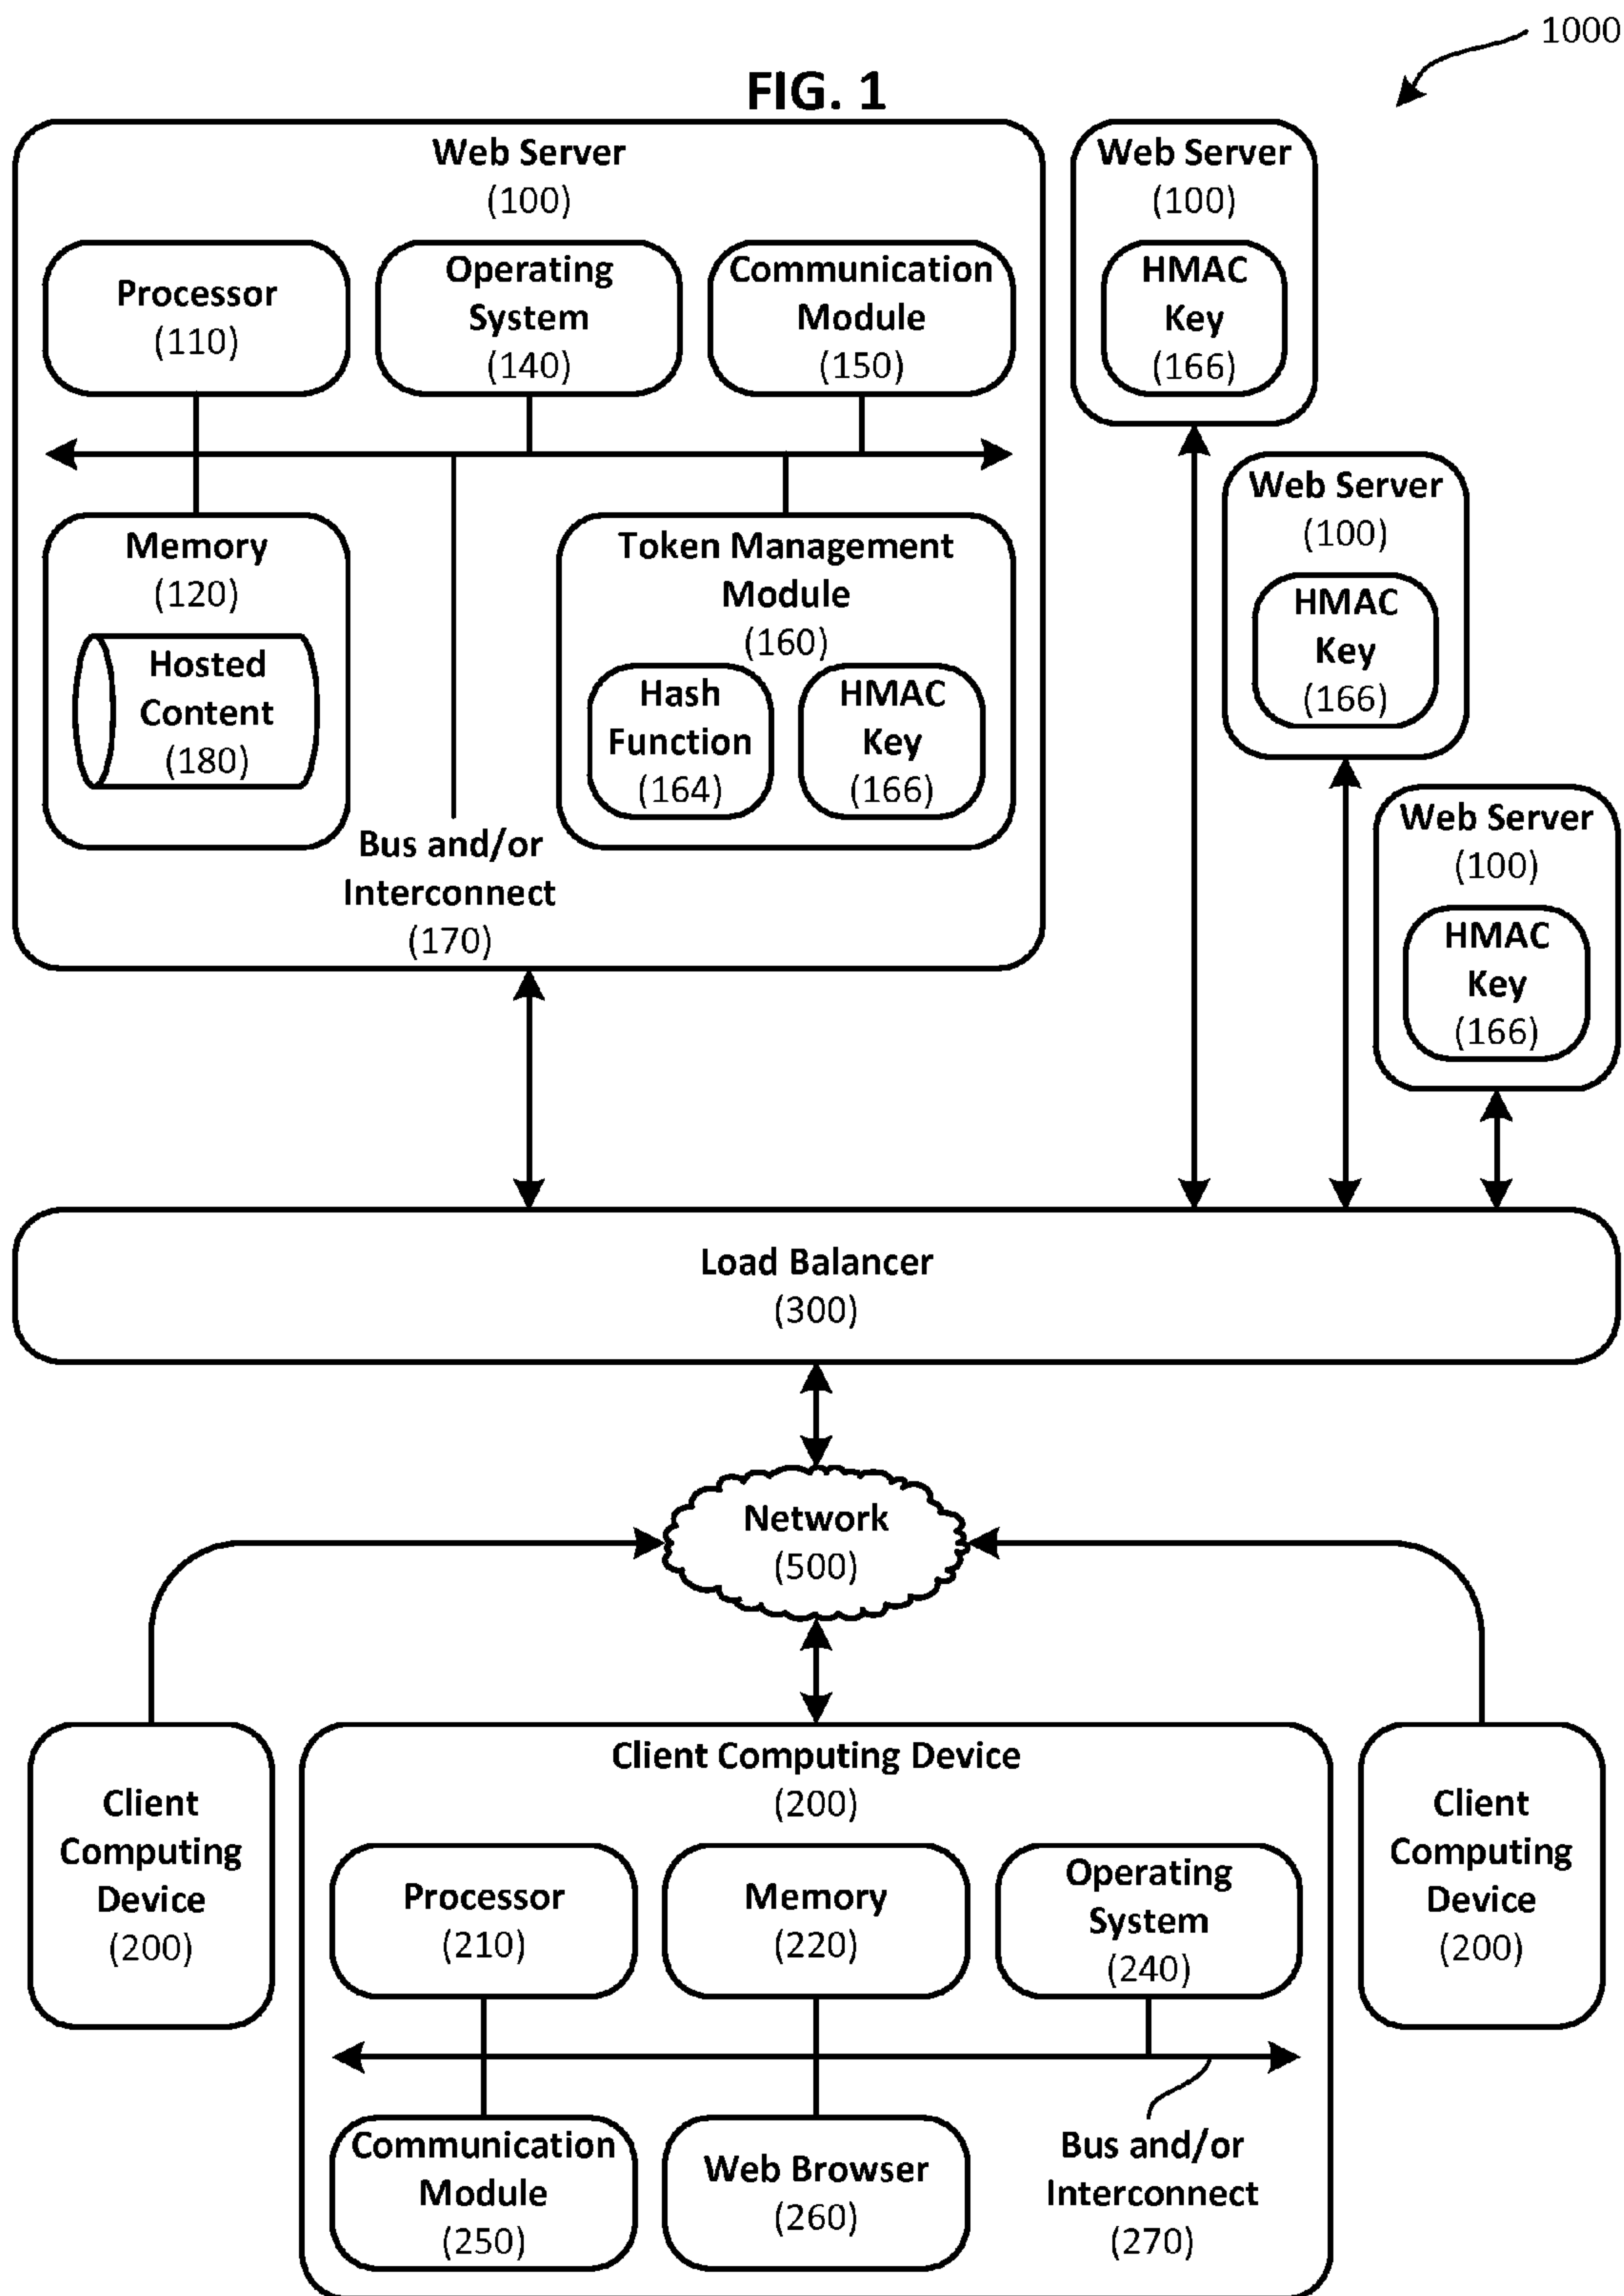 1000
FIG. 1
Web Server
(100)
Processor
(110)
Operating
System
(140)
Communication
Module
(150)
Memory
(120)
Hosted
Content
(180)
Token Management
Module
(160)
Hash
Function
(164)
HMAC
Key
(166)
Bus and/or
Interconnect
(170)
Web Server
(100)
HMAC
Key
(166)
Web Server
(100)
HMAC
Key
(166)
Web Server
(100)
HMAC
Key
(166)
Load Balancer
(300)
Network
(500)
Client
Computing
Device
(200)
Client Computing Device
(200)
Processor
(210)
Memory
(220)
Operating
System
(240)
Communication
Module
(250)
Web Browser
(260)
Bus and/or
Interconnect
(270)
Client
Computing
Device
(200)